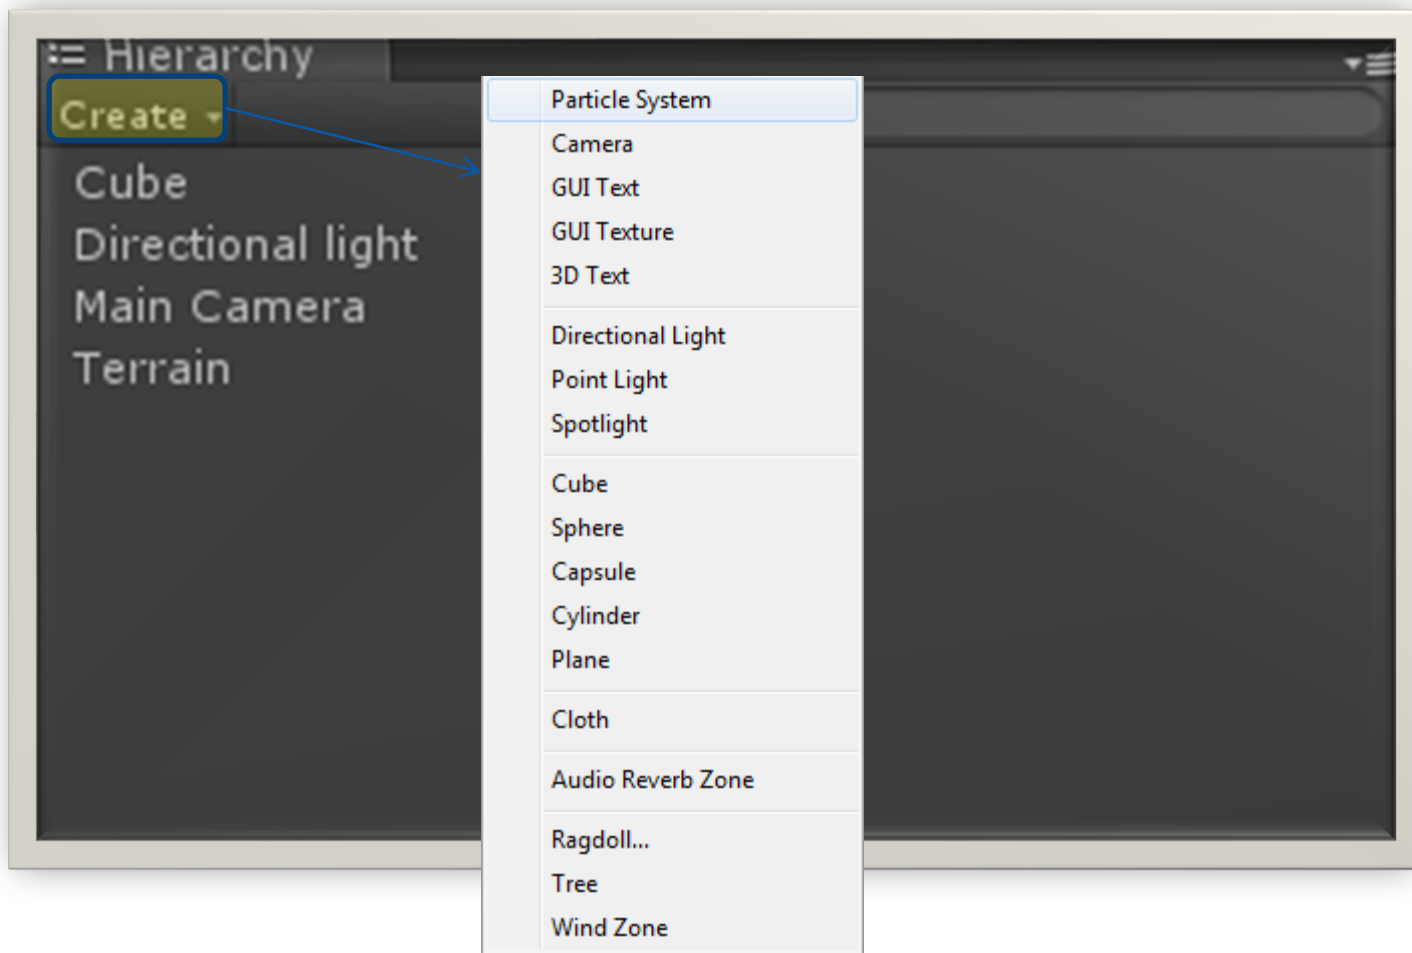 Hierarchy
Create
Cube
Directional light
Main Camera
Terrain
Particle System
Camera
GUI Text
GUI Texture
3D Text
Directional Light
Point Light
Spotlight
Cube
Sphere
Capsule
Cylinder
Plane
Cloth
Audio Reverb Zone
Ragdoll...
Tree
Wind Zone